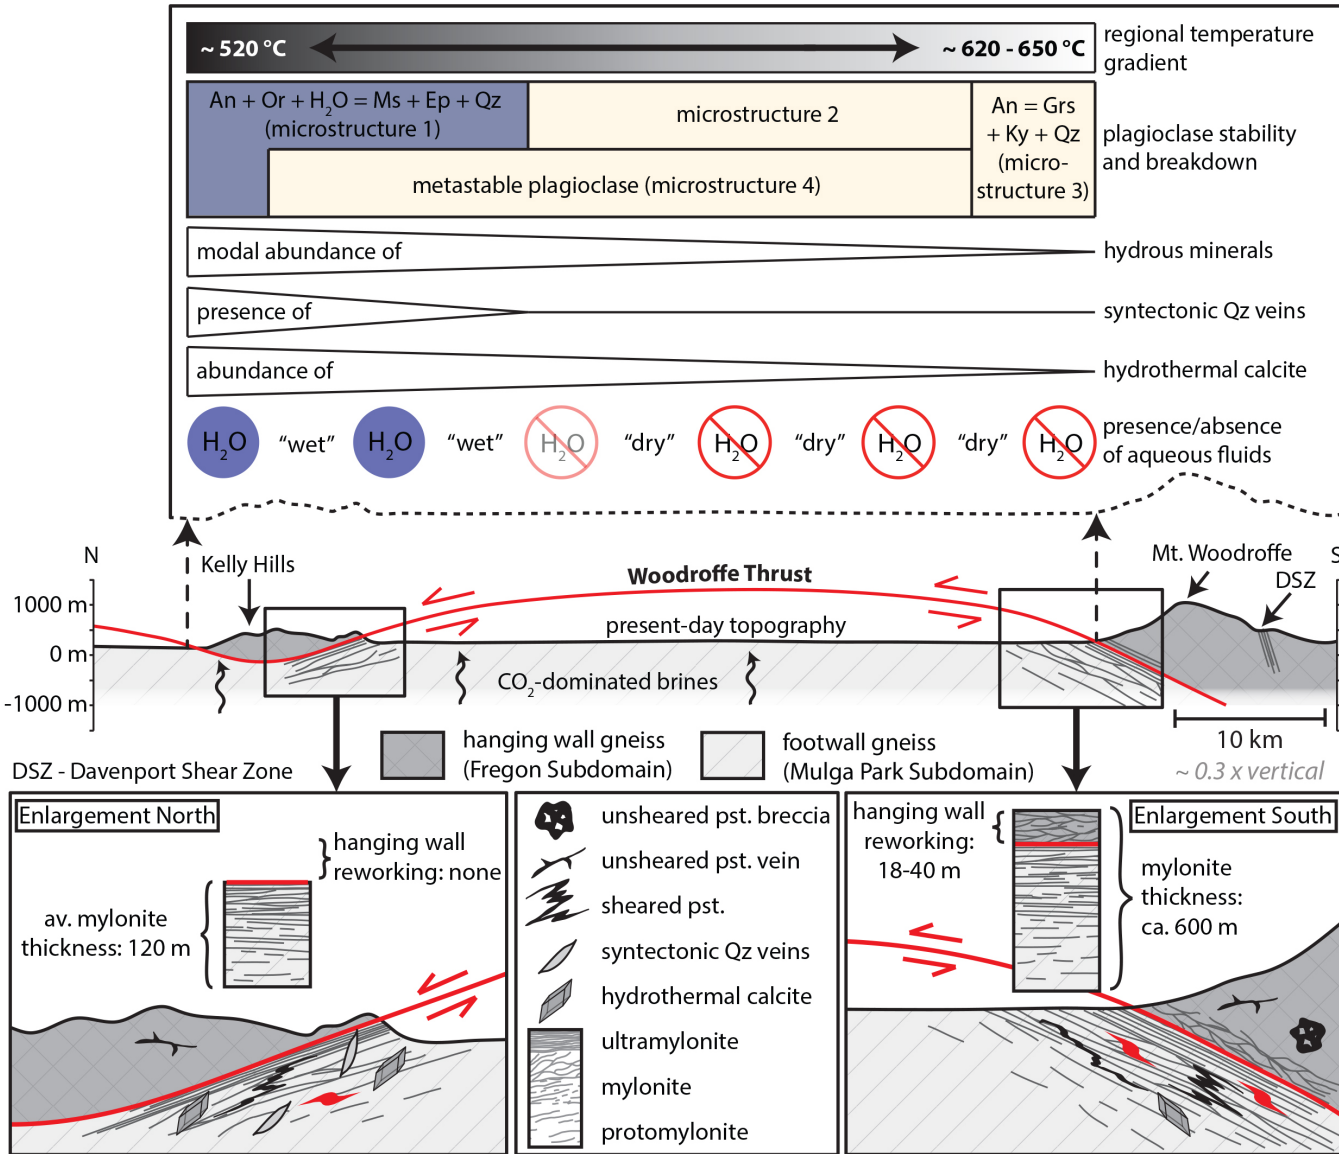 ~ 520 °C
~ 620 - 650 °C
regional temperature
gradient
An + Or + H₂O = Ms + Ep + Qz
(microstructure 1)
microstructure 2
An = Grs
+ Ky + Qz
(micro-
structure 3)
metastable plagioclase (microstructure 4)
plagioclase stability
and breakdown
modal abundance of
hydrous minerals
presence of
syntectonic Qz veins
abundance of
hydrothermal calcite
H₂O "wet" H₂O "wet" H₂O "dry" H₂O "dry" H₂O "dry" H₂O
presence/absence
of aqueous fluids
N
S
Kelly Hills
Woodroffe Thrust
Mt. Woodroffe
DSZ
1000 m
0 m
-1000 m
present-day topography
CO₂-dominated brines
10 km
~ 0.3 x vertical
hanging wall gneiss
(Fregon Subdomain)
footwall gneiss
(Mulga Park Subdomain)
DSZ - Davenport Shear Zone
Enlargement North
hanging wall
reworking: none
av. mylonite
thickness: 120 m
unsheared pst. breccia
unsheared pst. vein
sheared pst.
syntectonic Qz veins
hydrothermal calcite
ultramylonite
mylonite
protomylonite
Enlargement South
hanging wall
reworking:
18-40 m
mylonite
thickness:
ca. 600 m